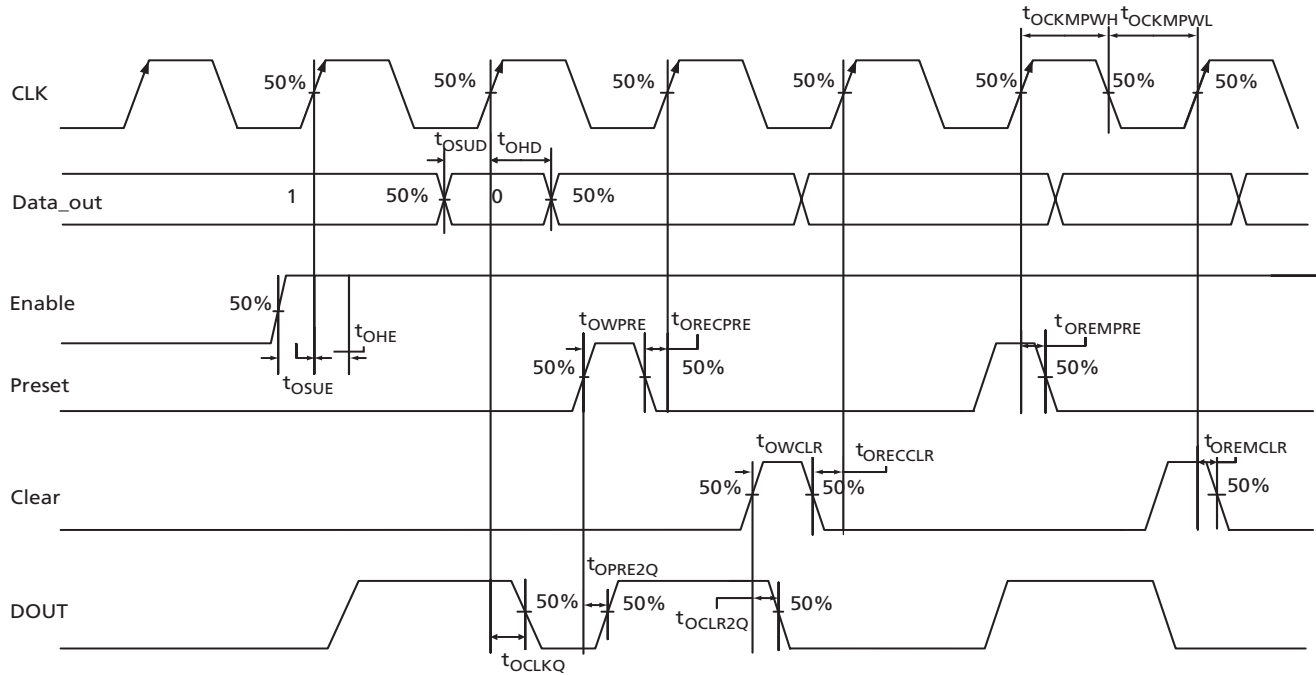 tOCKMPWH tOCKMPWL
CLK 50% 50% 50% 50% 50% 50% 50%
tOSUD tOHD
Data_out 1 50% 0 50%
Enable 50%
tOHE tOWPRE tORECPRE tOREMPRE
Preset 50% 50% 50%
tOSUE
tOWCLR tORECCLR tOREMCLR
Clear 50% 50% 50%
tOPRE2Q
DOUT 50% 50% 50%
tOCLR2Q
tOCLKQ